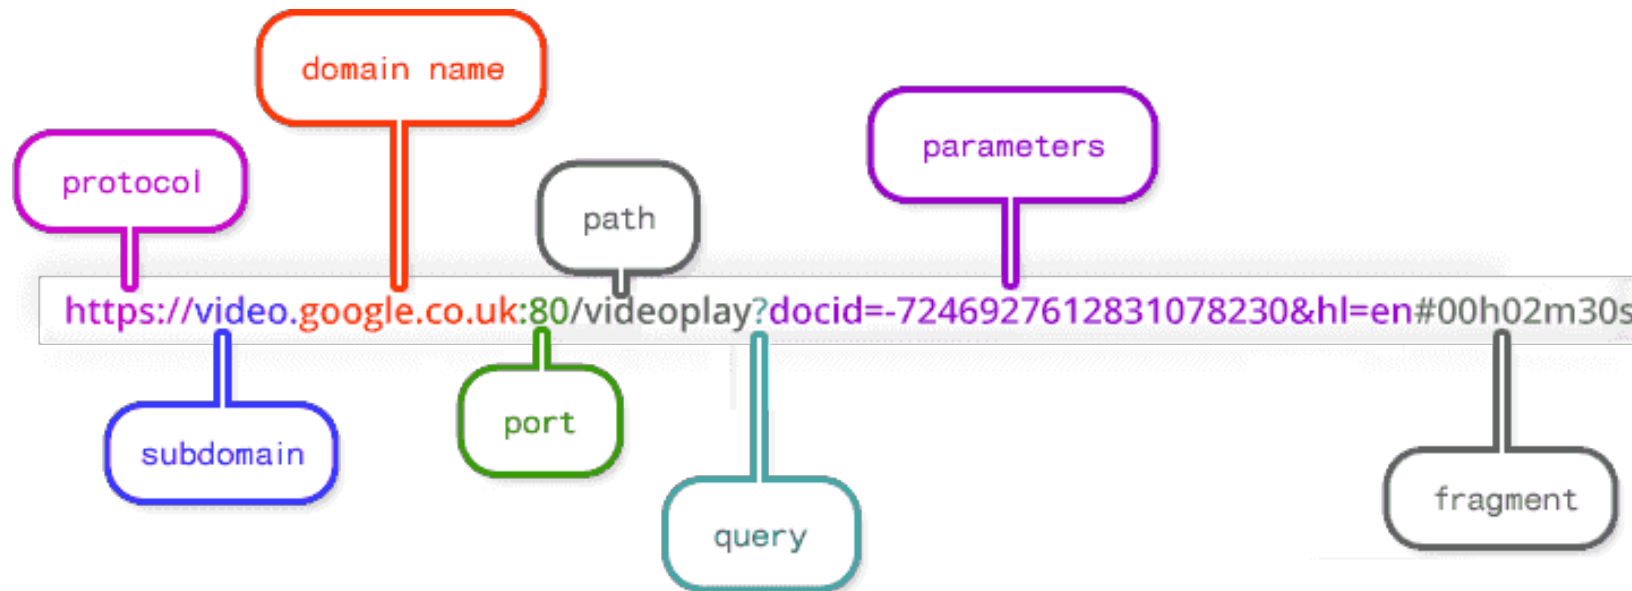 domain name
parameters
protocol
path
https://video.google.co.uk:80/videoplay?docid=-7246927612831078230&hl=en#00h02m30s
port
subdomain
fragment
query